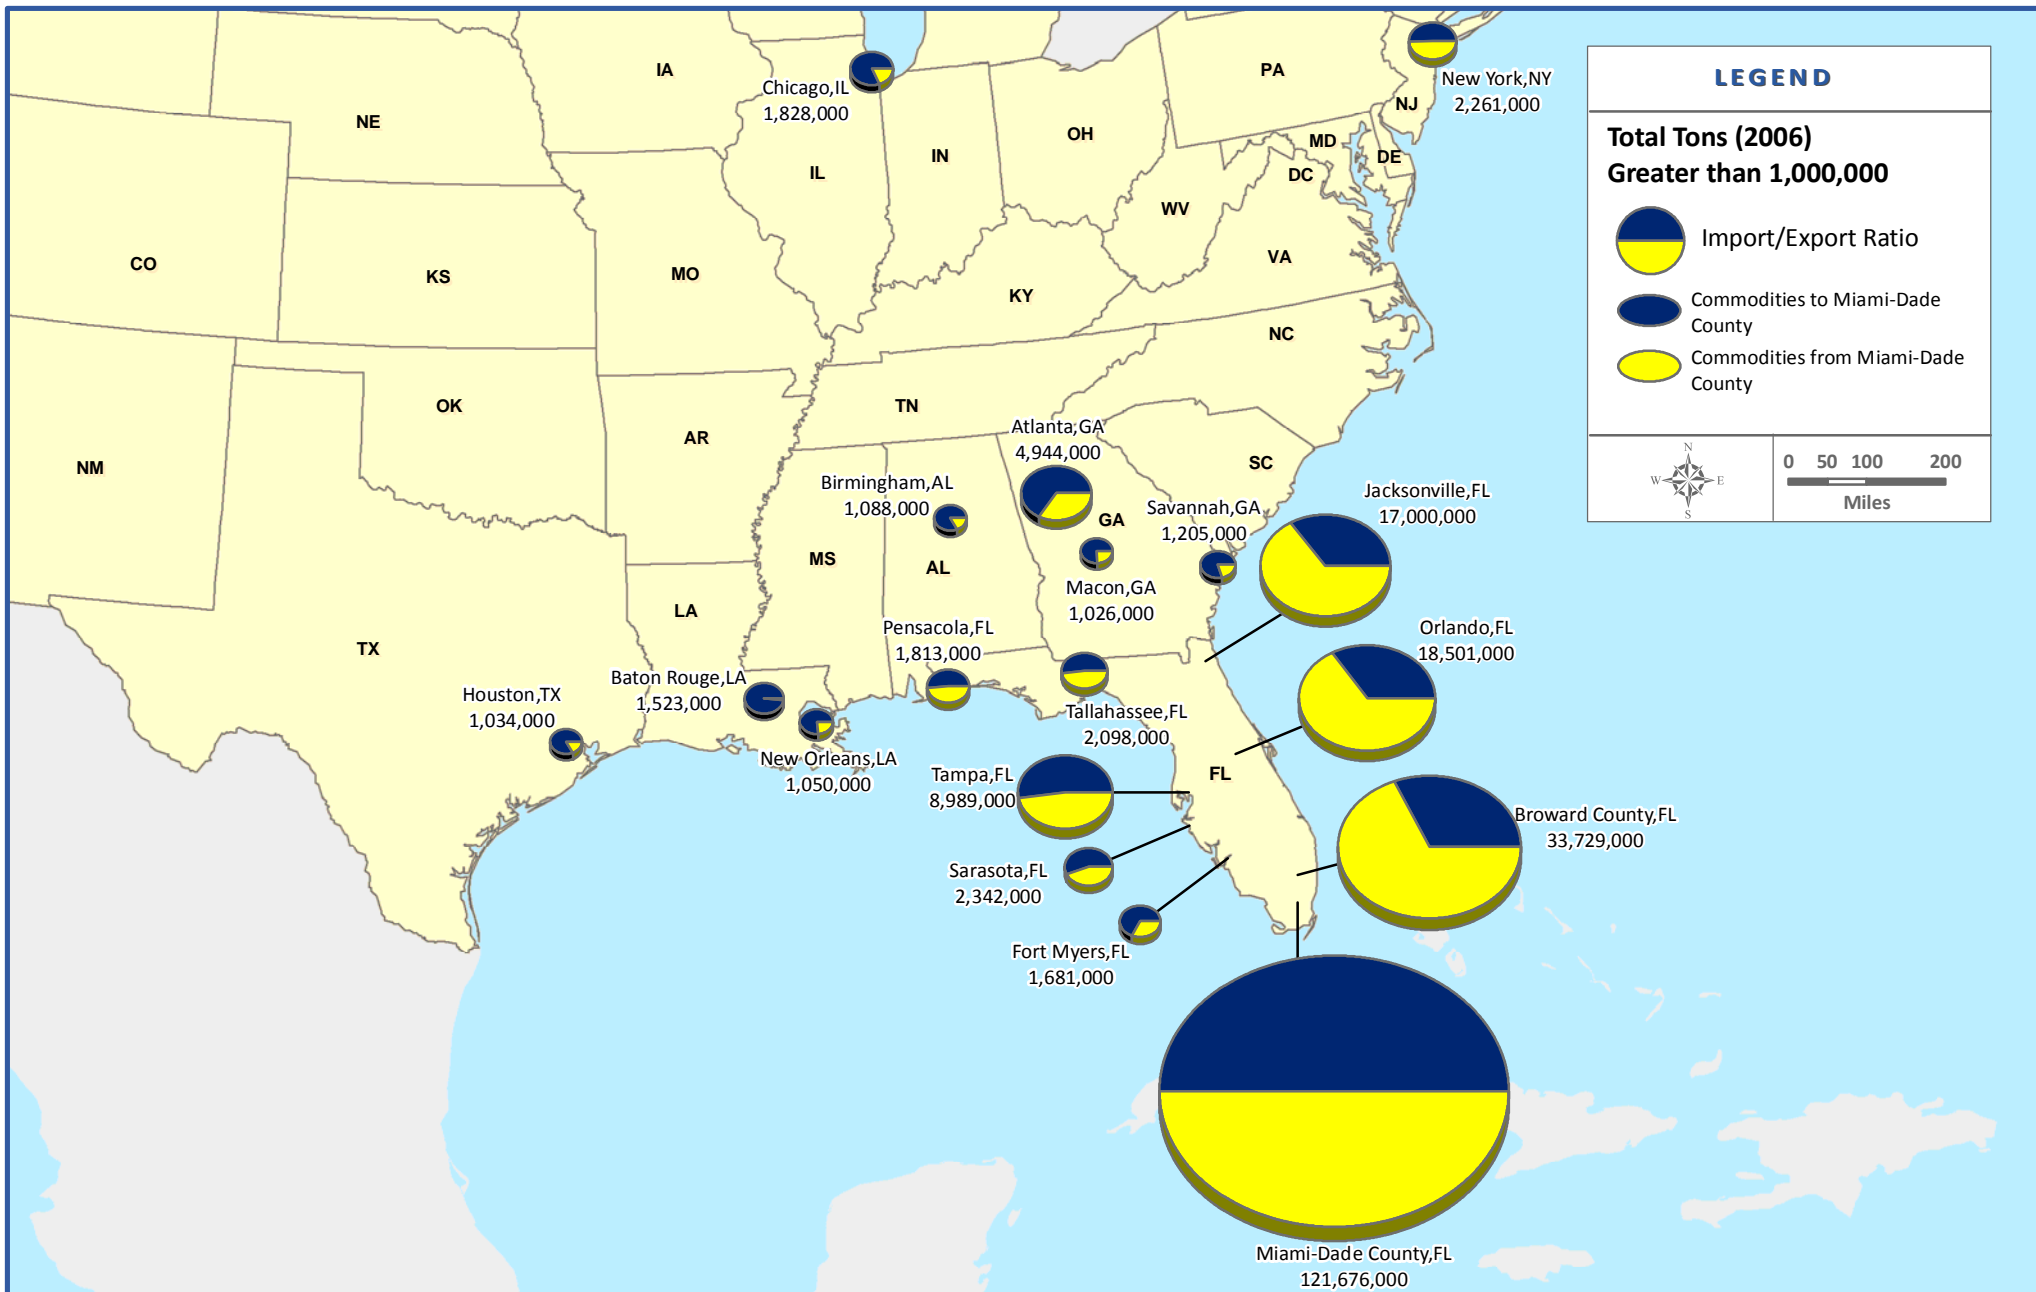 IA
NE
Chicago,IL
1,828,000
IL
IN
OH
PA
NJ
New York,NY
2,261,000
MD
DE
DC
WV
VA
CO
KS
MO
KY
NC
OK
TN
AR
NM
SC
Atlanta,GA
4,944,000
GA
Birmingham,AL
1,088,000
Savannah,GA
1,205,000
Jacksonville,FL
17,000,000
MS
AL
Macon,GA
1,026,000
LA
TX
Pensacola,FL
1,813,000
Orlando,FL
18,501,000
Baton Rouge,LA
1,523,000
Houston,TX
1,034,000
Tallahassee,FL
2,098,000
New Orleans,LA
1,050,000
Tampa,FL
8,989,000
FL
Broward County,FL
33,729,000
Sarasota,FL
2,342,000
Fort Myers,FL
1,681,000
Miami-Dade County,FL
121,676,000
LEGEND
Total Tons (2006)
Greater than 1,000,000
Import/Export Ratio
Commodities to Miami-Dade
County
Commodities from Miami-Dade
County
N
W E
S
0 50 100 200
Miles